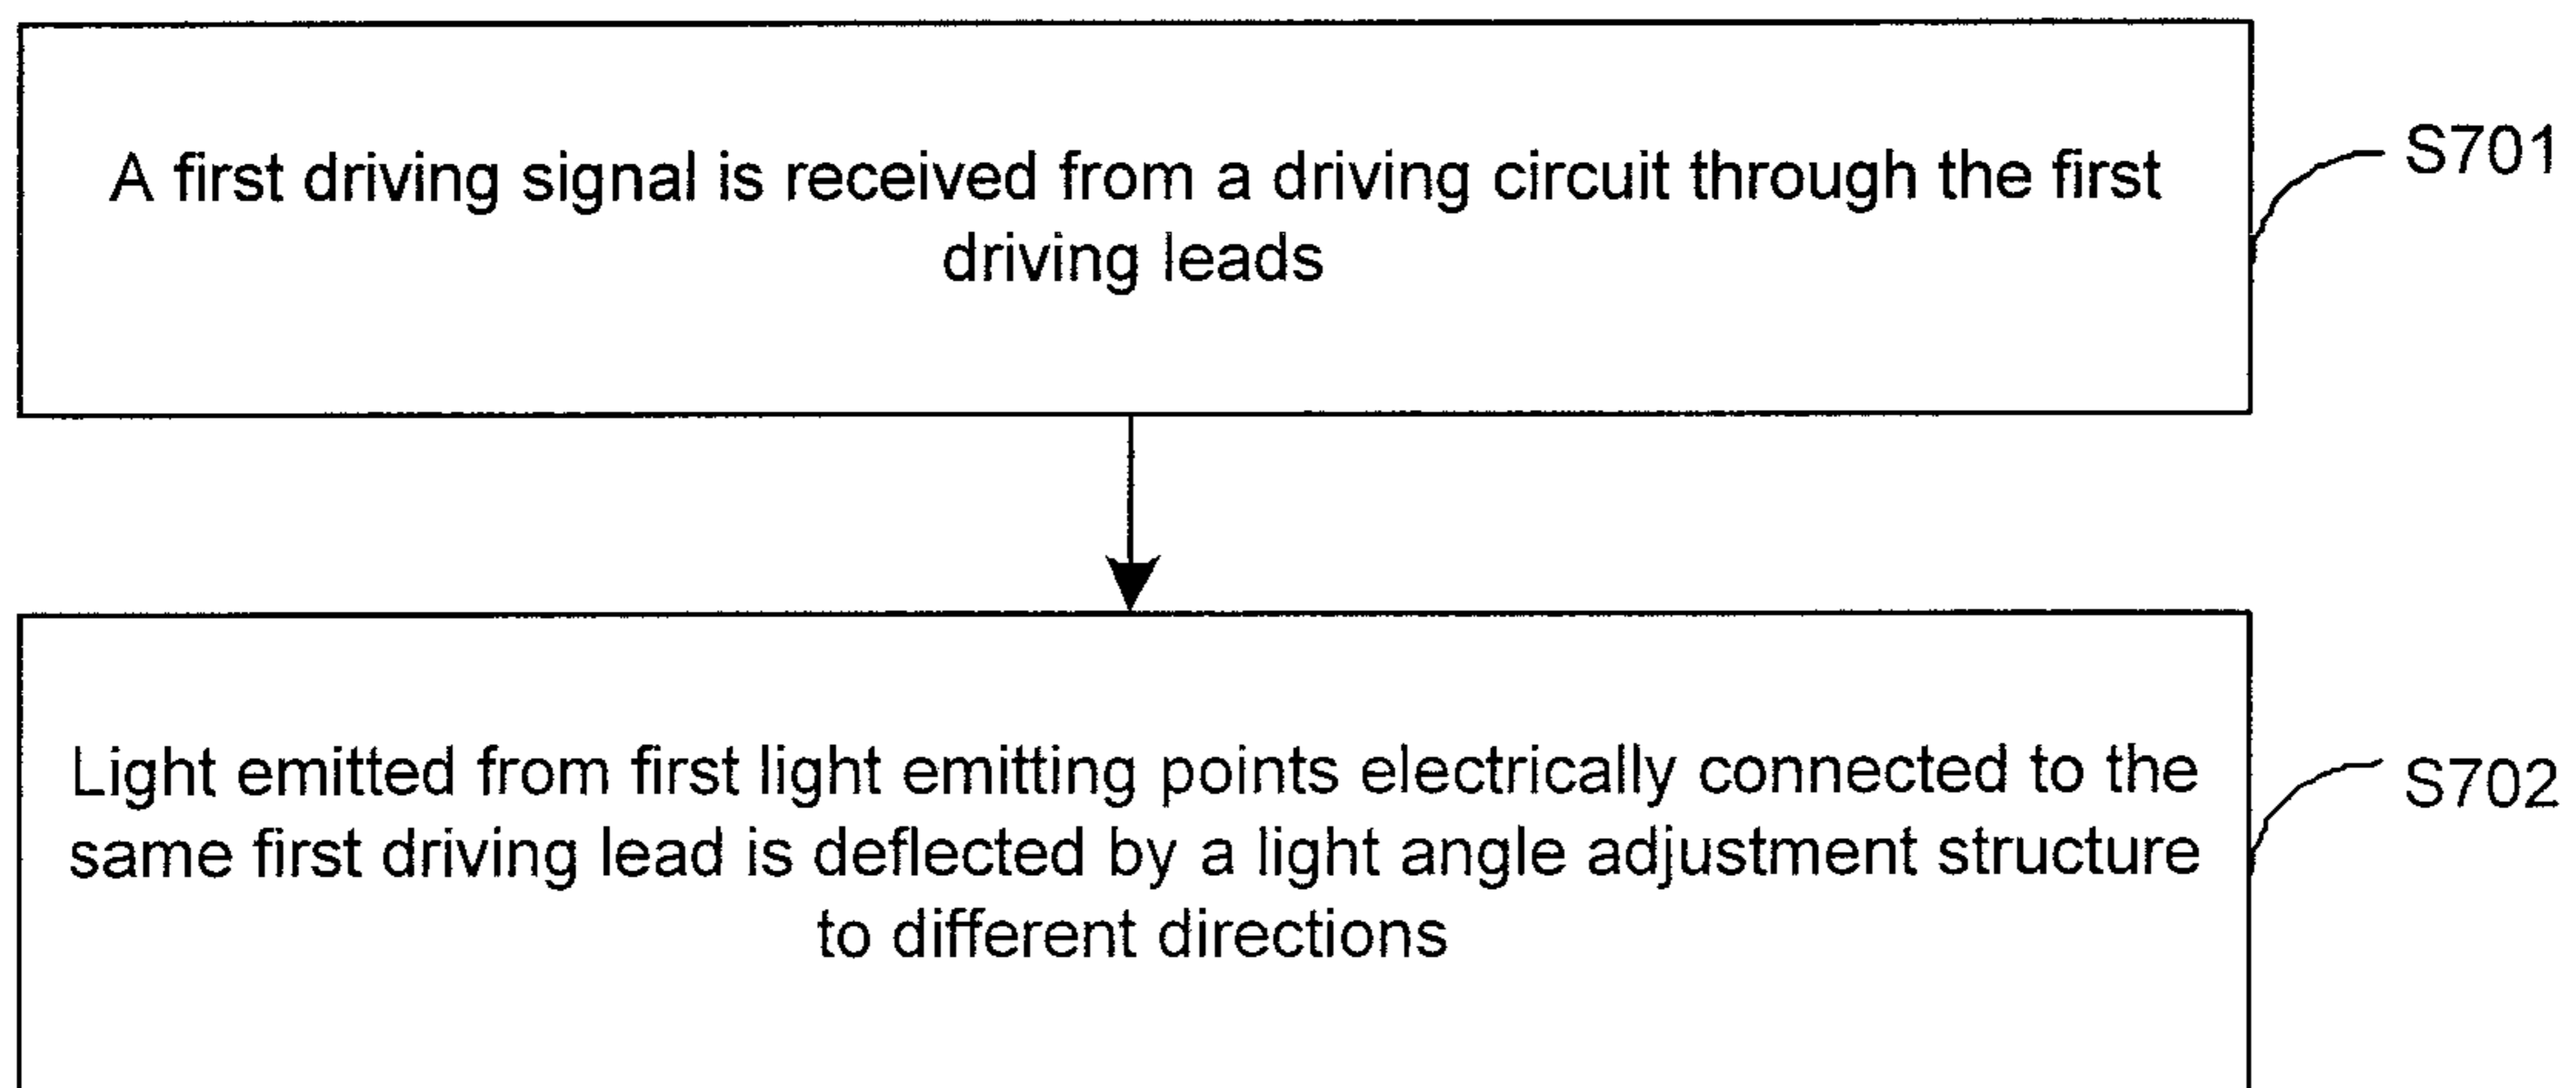 A first driving signal is received from a driving circuit through the first
driving leads
S701
Light emitted from first light emitting points electrically connected to the
same first driving lead is deflected by a light angle adjustment structure
to different directions
S702